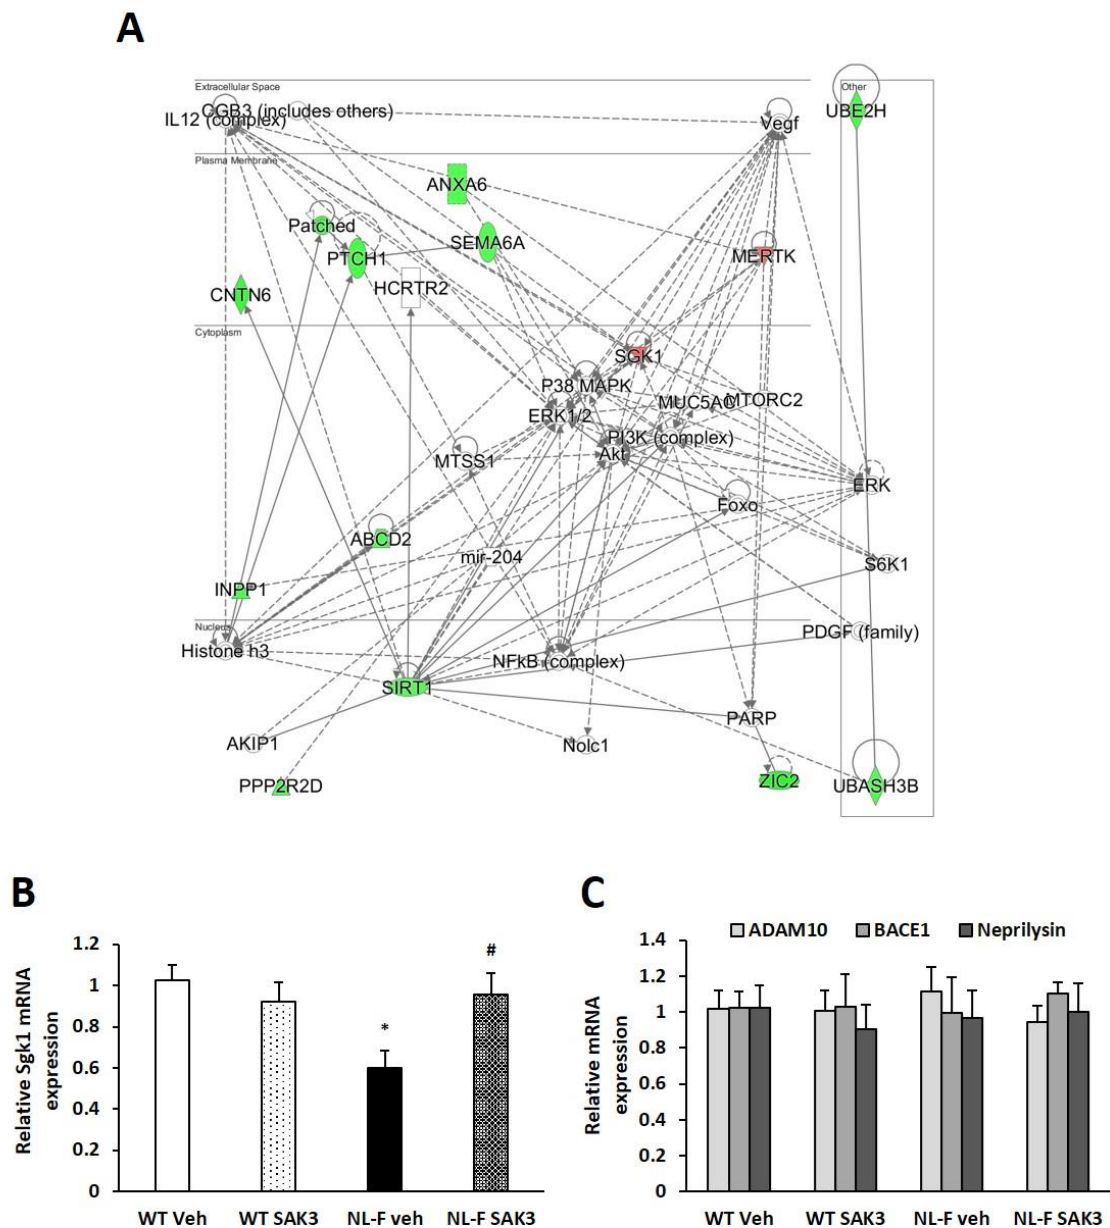 A
Extracellular Space
Other
CGB3 (includes others)
IL12 (complex)
Vegf
UBE2H
Plasma Membrane
ANXA6
Patched
SEMA6A
PTCH1
MERTK
HCRTR2
CNTN6
Cytoplasm
SGK1
P38 MAPK
MUC5AC
MTORC2
ERK1/2
PI3K (complex)
Akt
MTSS1
ERK
Foxo
ABCD2
mir-204
S6K1
INPP1
Nucleus
PDGF (family)
Histone h3
NFkB (complex)
SIRT1
PARP
AKIP1
Nolc1
PPP2R2D
ZIC2
UBASH3B
B
Relative Sgk1 mRNA
expression
1.2
1
0.8
0.6
0.4
0.2
0
*
#
WT Veh WT SAK3 NL-F veh NL-F SAK3
C
ADAM10 BACE1 Neprilysin
Relative mRNA
expression
1.4
1.2
1
0.8
0.6
0.4
0.2
0
WT Veh WT SAK3 NL-F veh NL-F SAK3